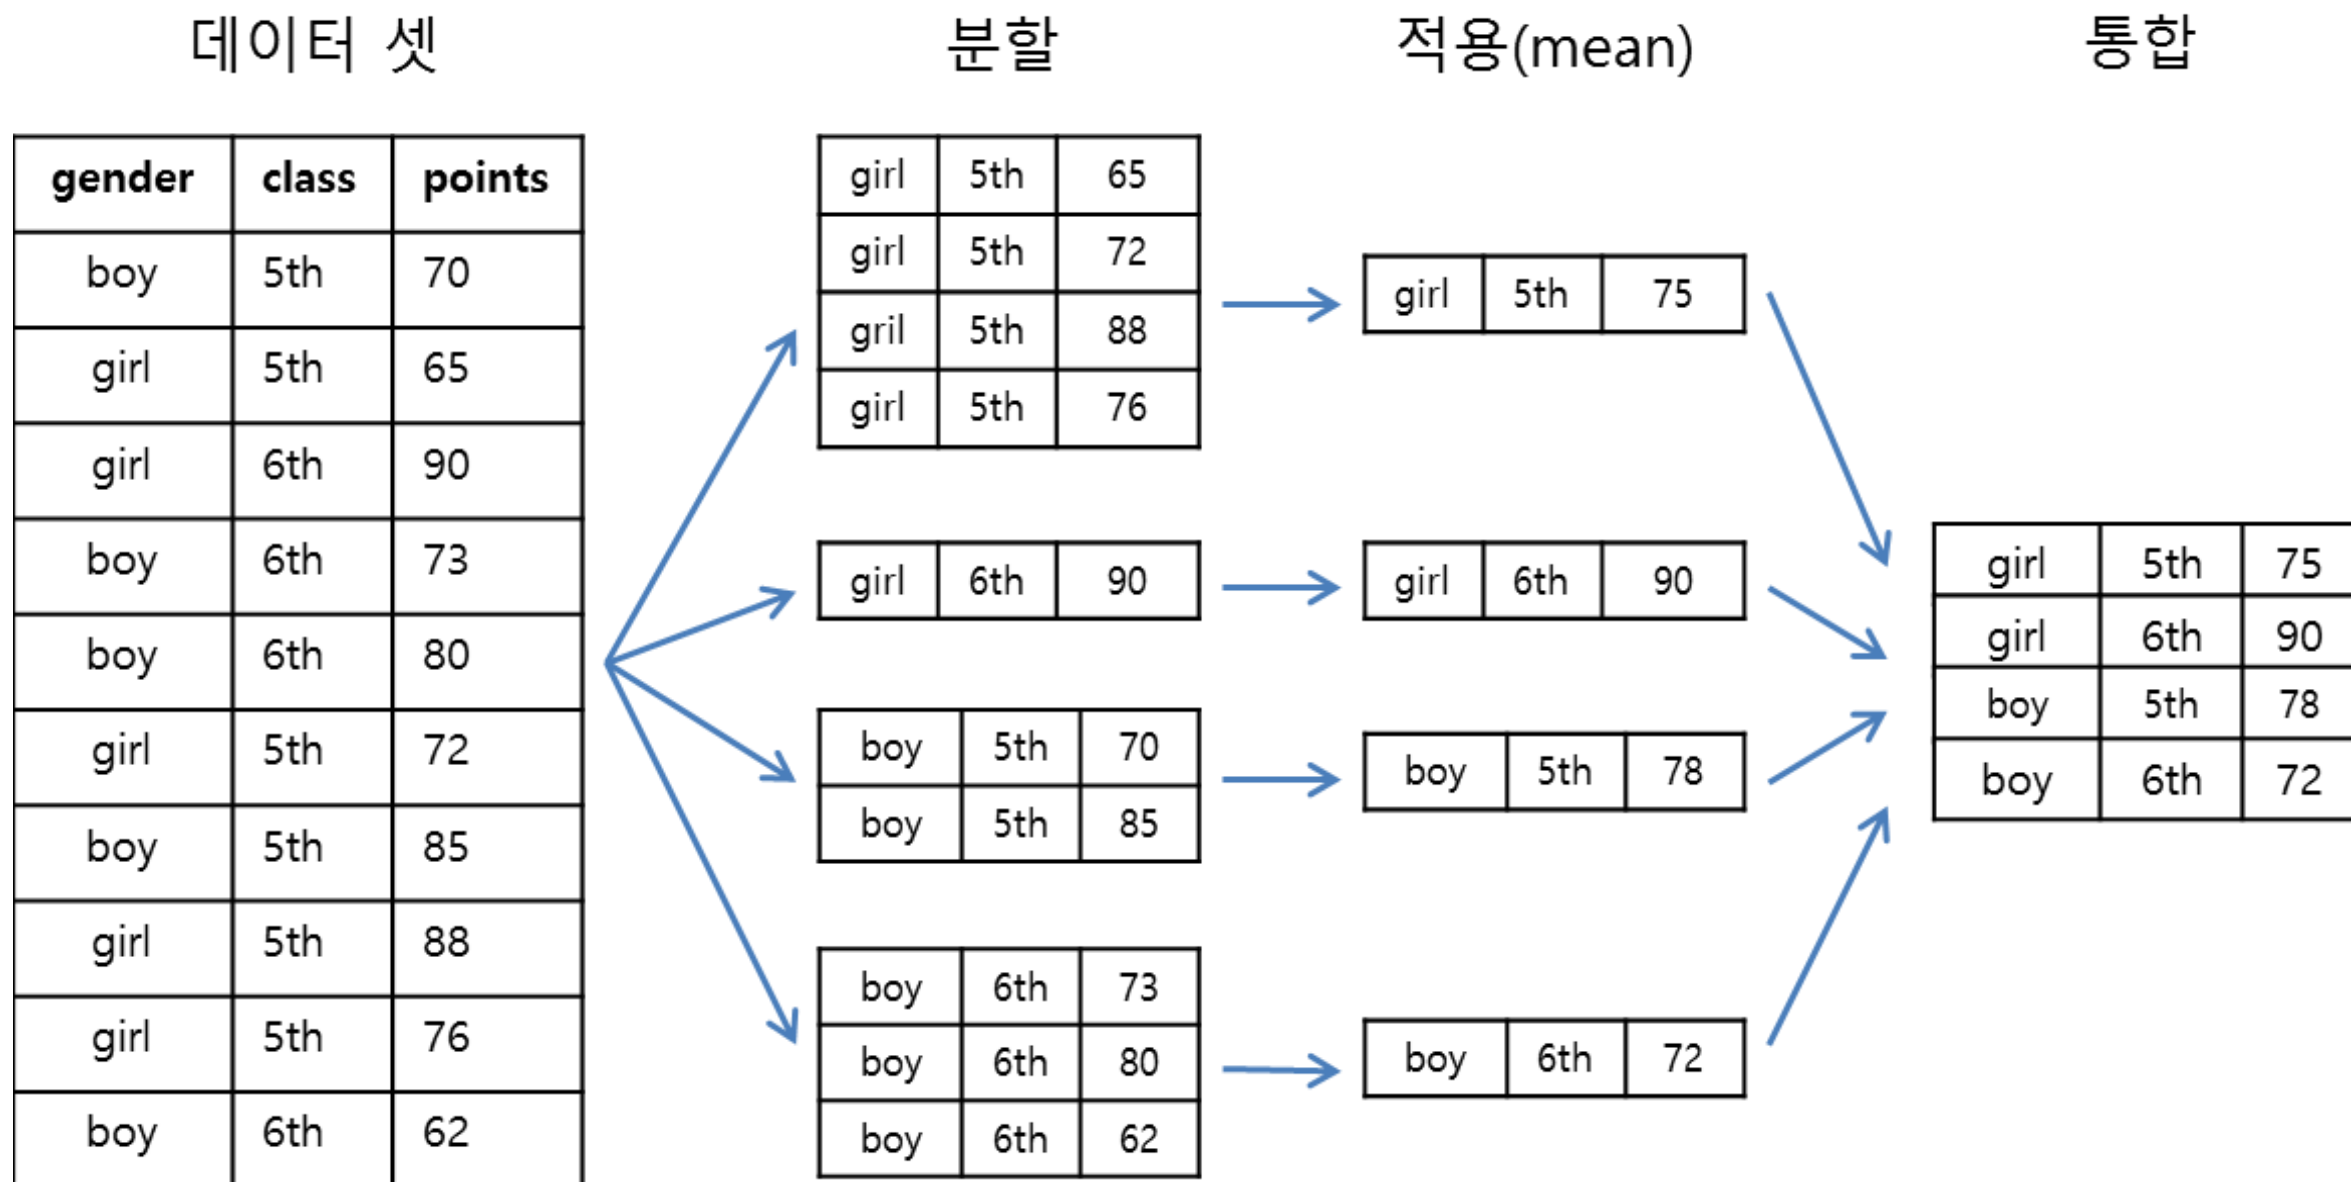 데이터 셋
gender class points
boy 5th 70
girl 5th 65
girl 6th 90
boy 6th 73
boy 6th 80
girl 5th 72
boy 5th 85
girl 5th 88
girl 5th 76
boy 6th 62
분할
girl 5th 65
girl 5th 72
gril 5th 88
girl 5th 76
girl 6th 90
boy 5th 70
boy 5th 85
boy 6th 73
boy 6th 80
boy 6th 62
적용(mean)
girl 5th 75
girl 6th 90
boy 5th 78
boy 6th 72
통합
girl 5th 75
girl 6th 90
boy 5th 78
boy 6th 72